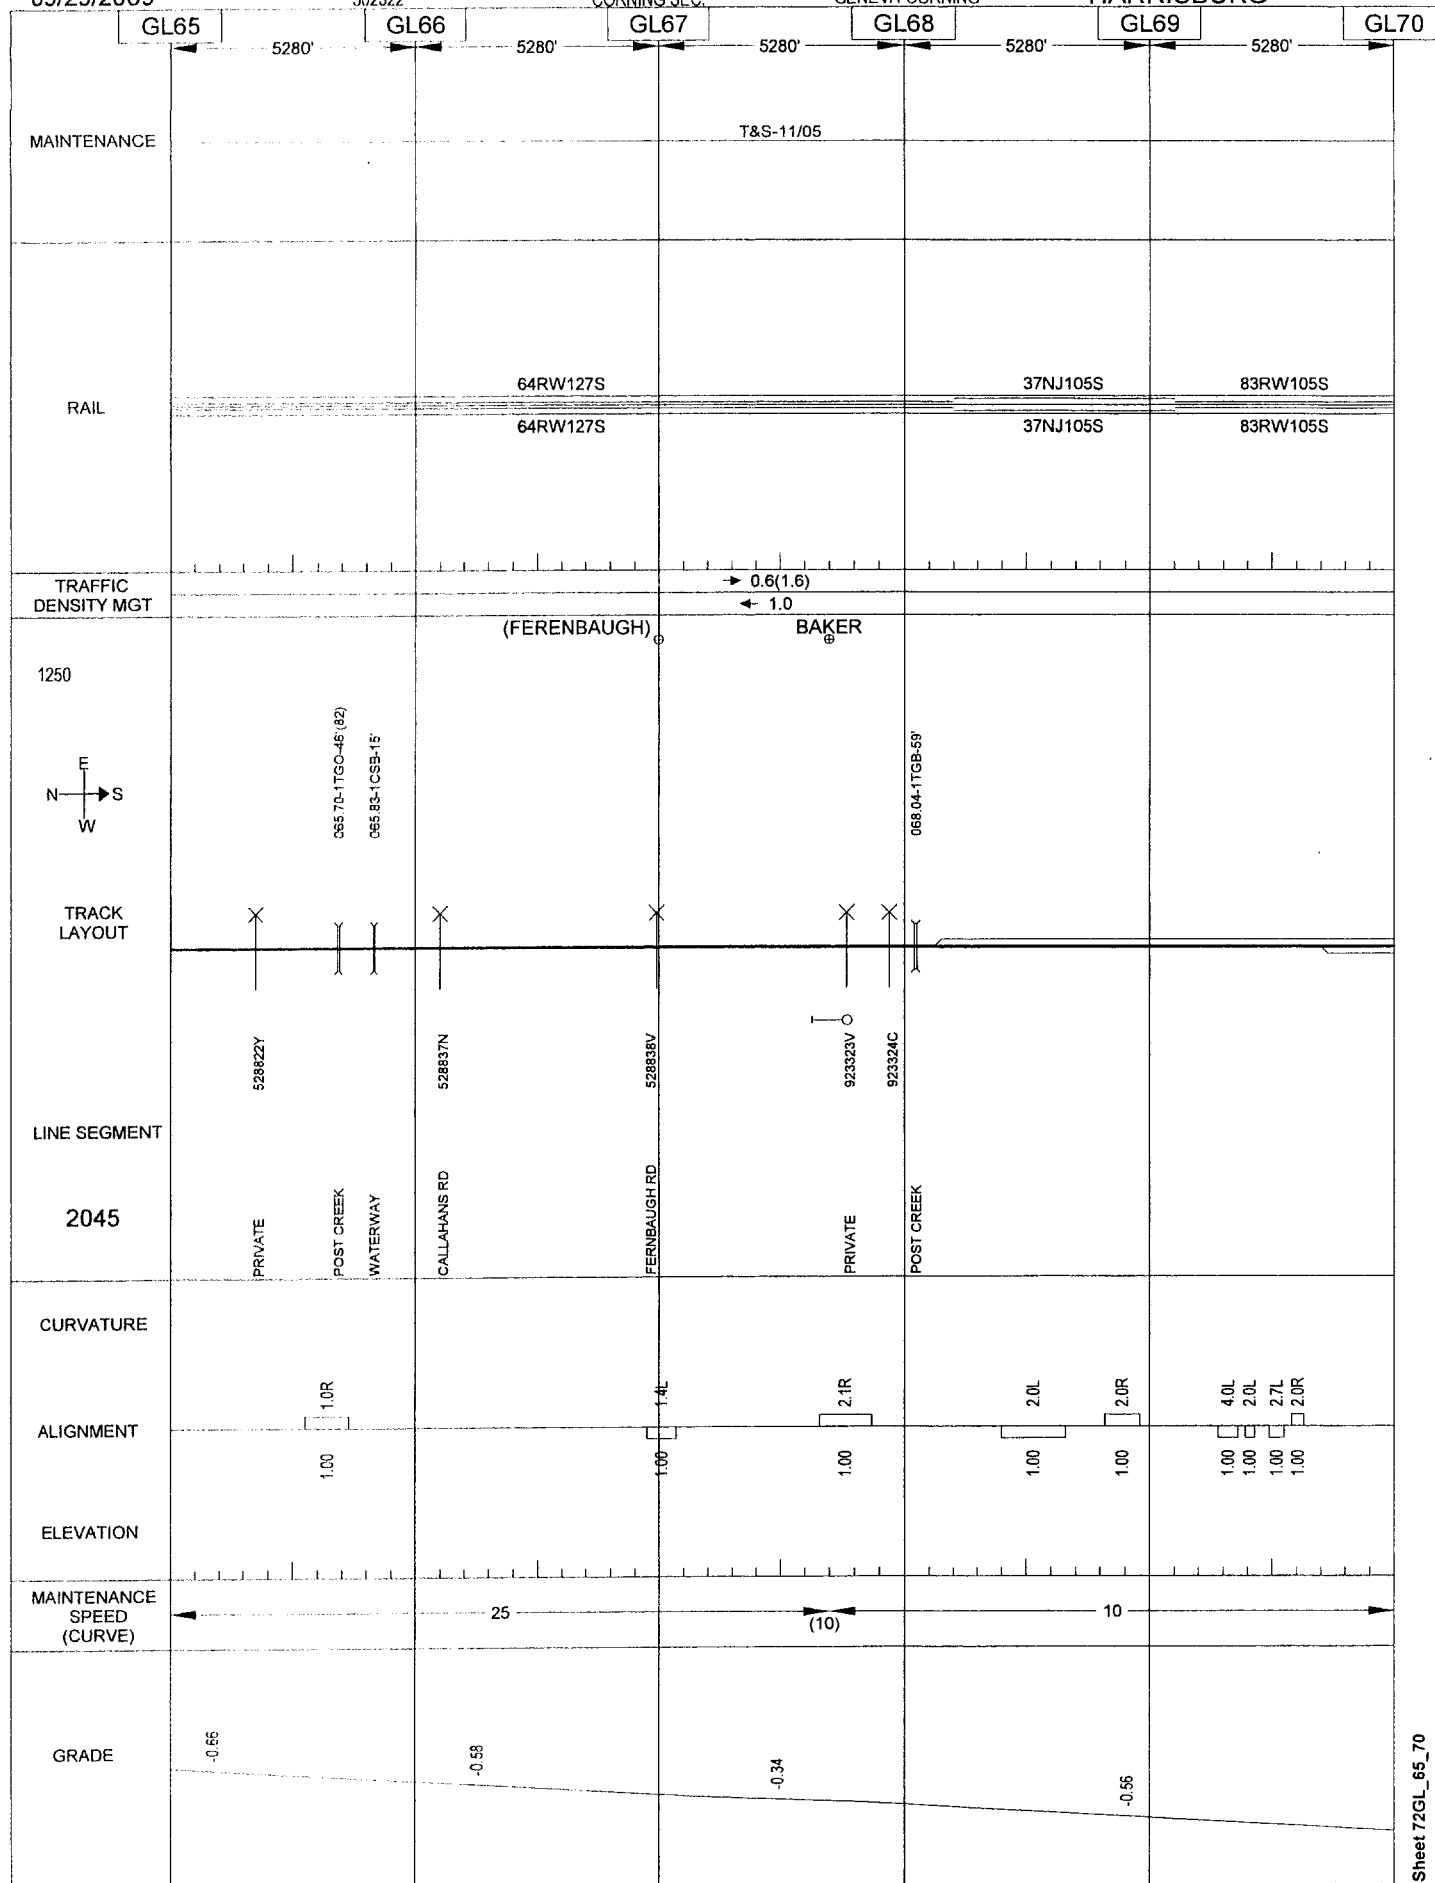 CORNING SEC.
HARRISBURG
GL65 GL66 GL67 GL68 GL69 GL70
5280' 5280' 5280' 5280' 5280'
MAINTENANCE
T&S-11/05
RAIL
64RW127S 37NJ105S 83RW105S
64RW127S 37NJ105S 83RW105S
TRAFFIC
DENSITY MGT
0.6(1.6)
1.0
(FERENBAUGH) BAKER
1250
E
N S
W
065.70-1TGO-46'(82)
065.83-1CSB-15'
068.04-1TGB-59'
TRACK
LAYOUT
528822Y
528837N
528838V
923323V
923324C
LINE SEGMENT
2045
PRIVATE
POST CREEK
WATERWAY
CALLAHANS RD
FERNBAUGH RD
PRIVATE
POST CREEK
CURVATURE
1.0R 1.4L 2.1R 2.0L 2.0R 4.0L 2.0L 2.7L 2.0R
ALIGNMENT
1.00 1.00 1.00 1.00 1.00 1.00 1.00 1.00 1.00
ELEVATION
MAINTENANCE
SPEED
(CURVE)
25 (10) 10
GRADE
-0.66 -0.58 -0.34 -0.56
Sheet 72GL_65_70